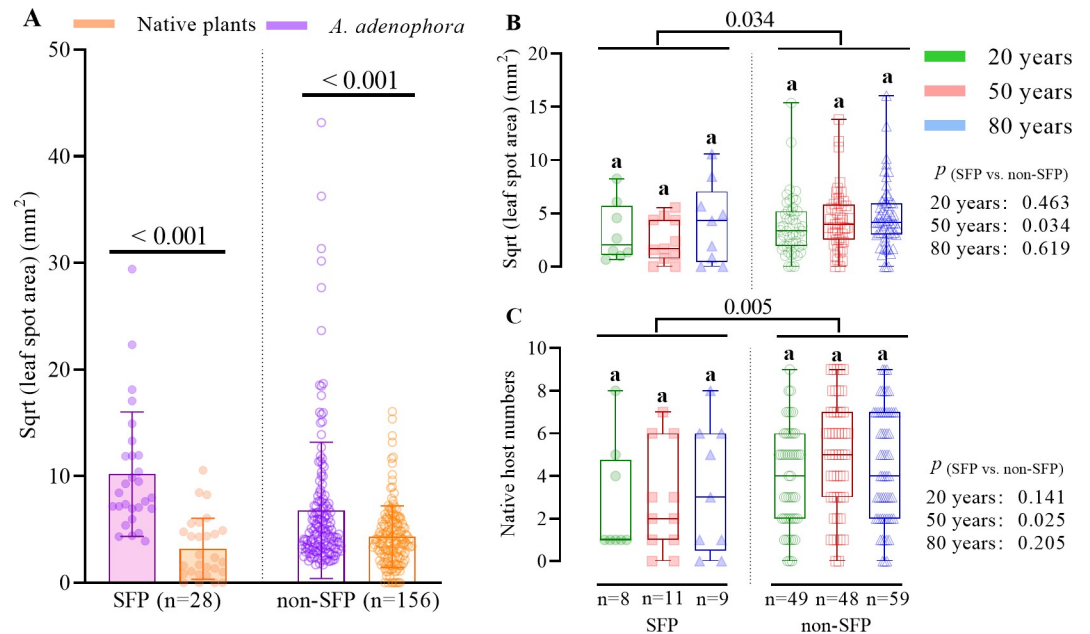 A
Native plants
A. adenophora
Sqrt (leaf spot area) (mm²)
50
40
30
20
10
0
< 0.001
< 0.001
SFP (n=28)
non-SFP (n=156)
B
0.034
Sqrt (leaf spot area) (mm²)
20
15
10
5
0
a
a
a
a
a
a
20 years
50 years
80 years
p (SFP vs. non-SFP)
20 years: 0.463
50 years: 0.034
80 years: 0.619
C
0.005
Native host numbers
10
8
6
4
2
0
a
a
a
a
a
a
p (SFP vs. non-SFP)
20 years: 0.141
50 years: 0.025
80 years: 0.205
n=8 n=11 n=9
n=49 n=48 n=59
SFP
non-SFP